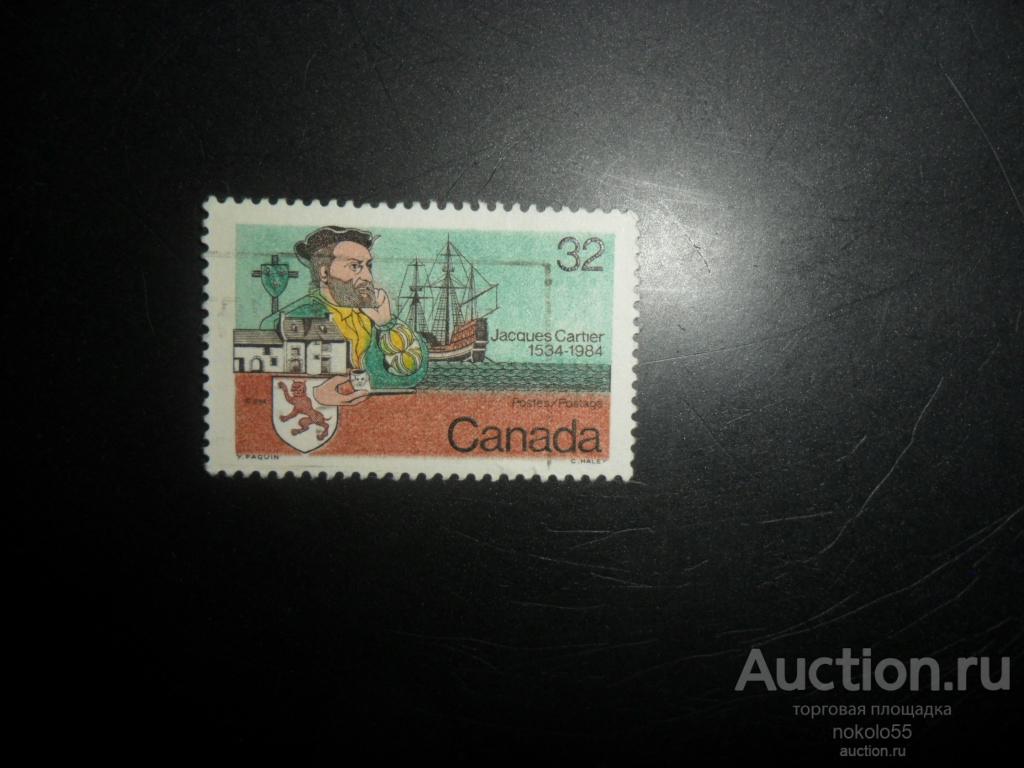 32
Jacques Cartier
1534-1984
Postes/Postage
Canada
Y. PAQUIN
C. HALEY
Auction.ru
торговая площадка
nokolo55
auction.ru